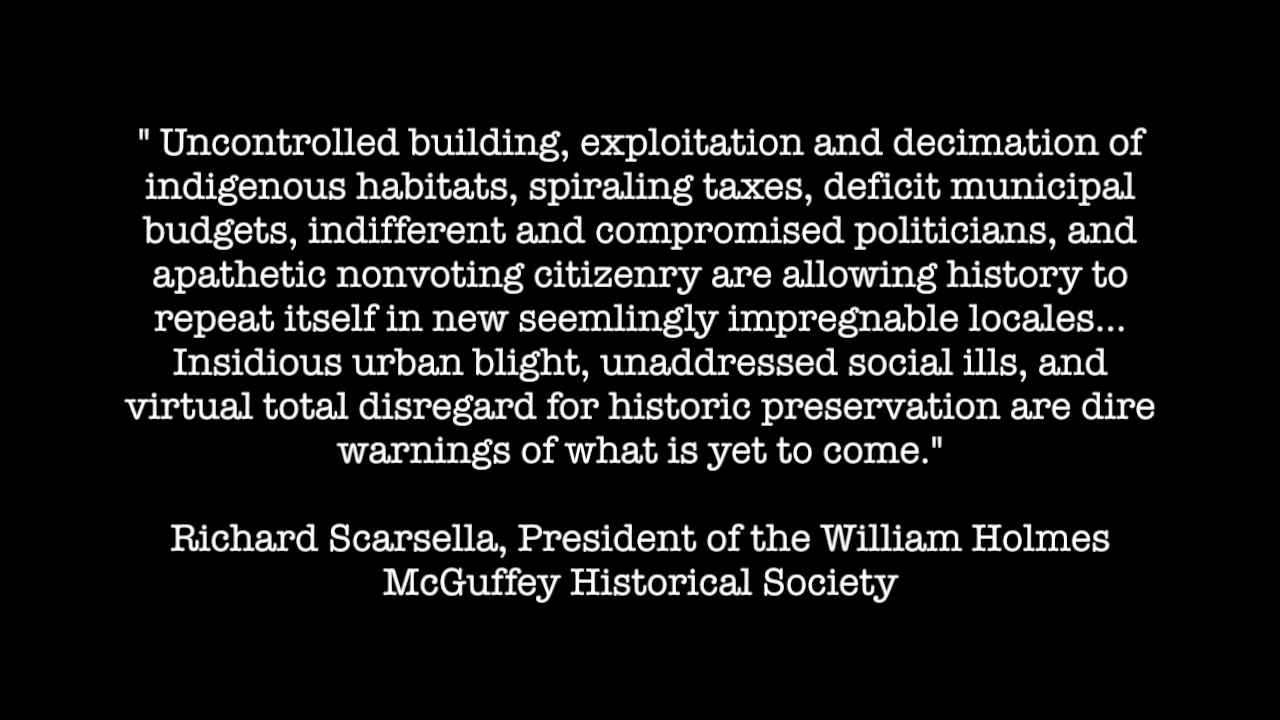 " Uncontrolled building, exploitation and decimation of
indigenous habitats, spiraling taxes, deficit municipal
budgets, indifferent and compromised politicians, and
apathetic nonvoting citizenry are allowing history to
repeat itself in new seemlingly impregnable locales...
Insidious urban blight, unaddressed social ills, and
virtual total disregard for historic preservation are dire
warnings of what is yet to come."
Richard Scarsella, President of the William Holmes
McGuffey Historical Society